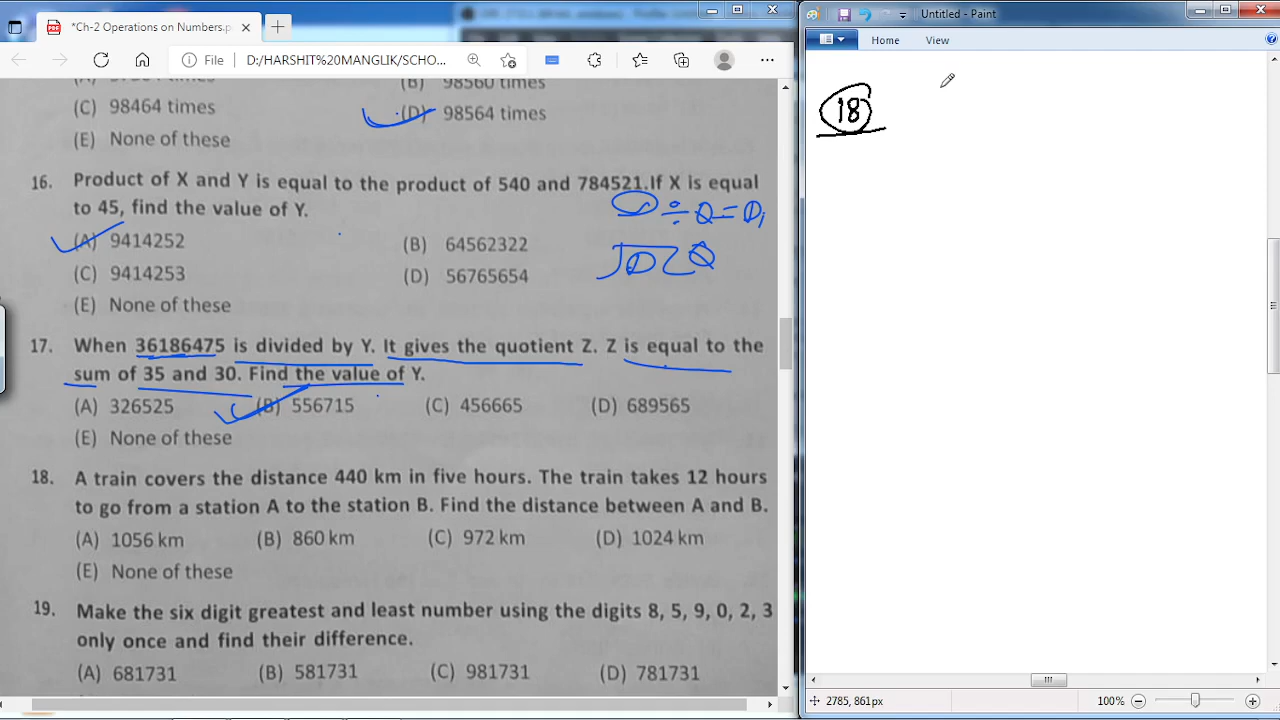 *Ch-2 Operations on Numbers.p
Untitled - Paint
File D:/HARSHIT%20MANGLIK/SCHO...
Home View
(B) 98560 times
(C) 98464 times
(D) 98564 times
(E) None of these
18
16. Product of X and Y is equal to the product of 540 and 784521.If X is equal
to 45, find the value of Y.
(A) 9414252 (B) 64562322
(C) 9414253 (D) 56765654
(E) None of these
17. When 36186475 is divided by Y. It gives the quotient Z. Z is equal to the
sum of 35 and 30. Find the value of Y.
(A) 326525 (B) 556715 (C) 456665 (D) 689565
(E) None of these
18. A train covers the distance 440 km in five hours. The train takes 12 hours
to go from a station A to the station B. Find the distance between A and B.
(A) 1056 km (B) 860 km (C) 972 km (D) 1024 km
(E) None of these
19. Make the six digit greatest and least number using the digits 8, 5, 9, 0, 2, 3
only once and find their difference.
(A) 681731 (B) 581731 (C) 981731 (D) 781731
2785, 861px 100%